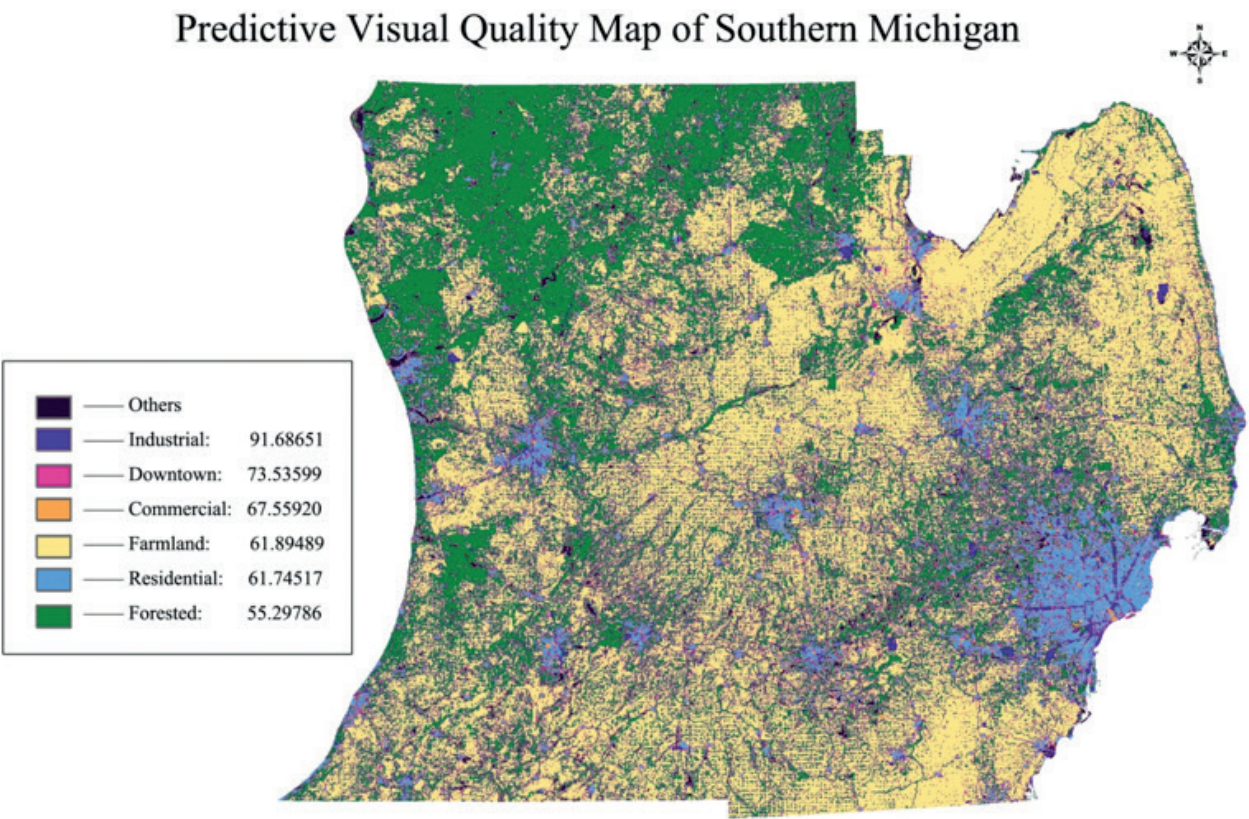 Predictive Visual Quality Map of Southern Michigan
N
W E
S
Others
Industrial: 91.68651
Downtown: 73.53599
Commercial: 67.55920
Farmland: 61.89489
Residential: 61.74517
Forested: 55.29786